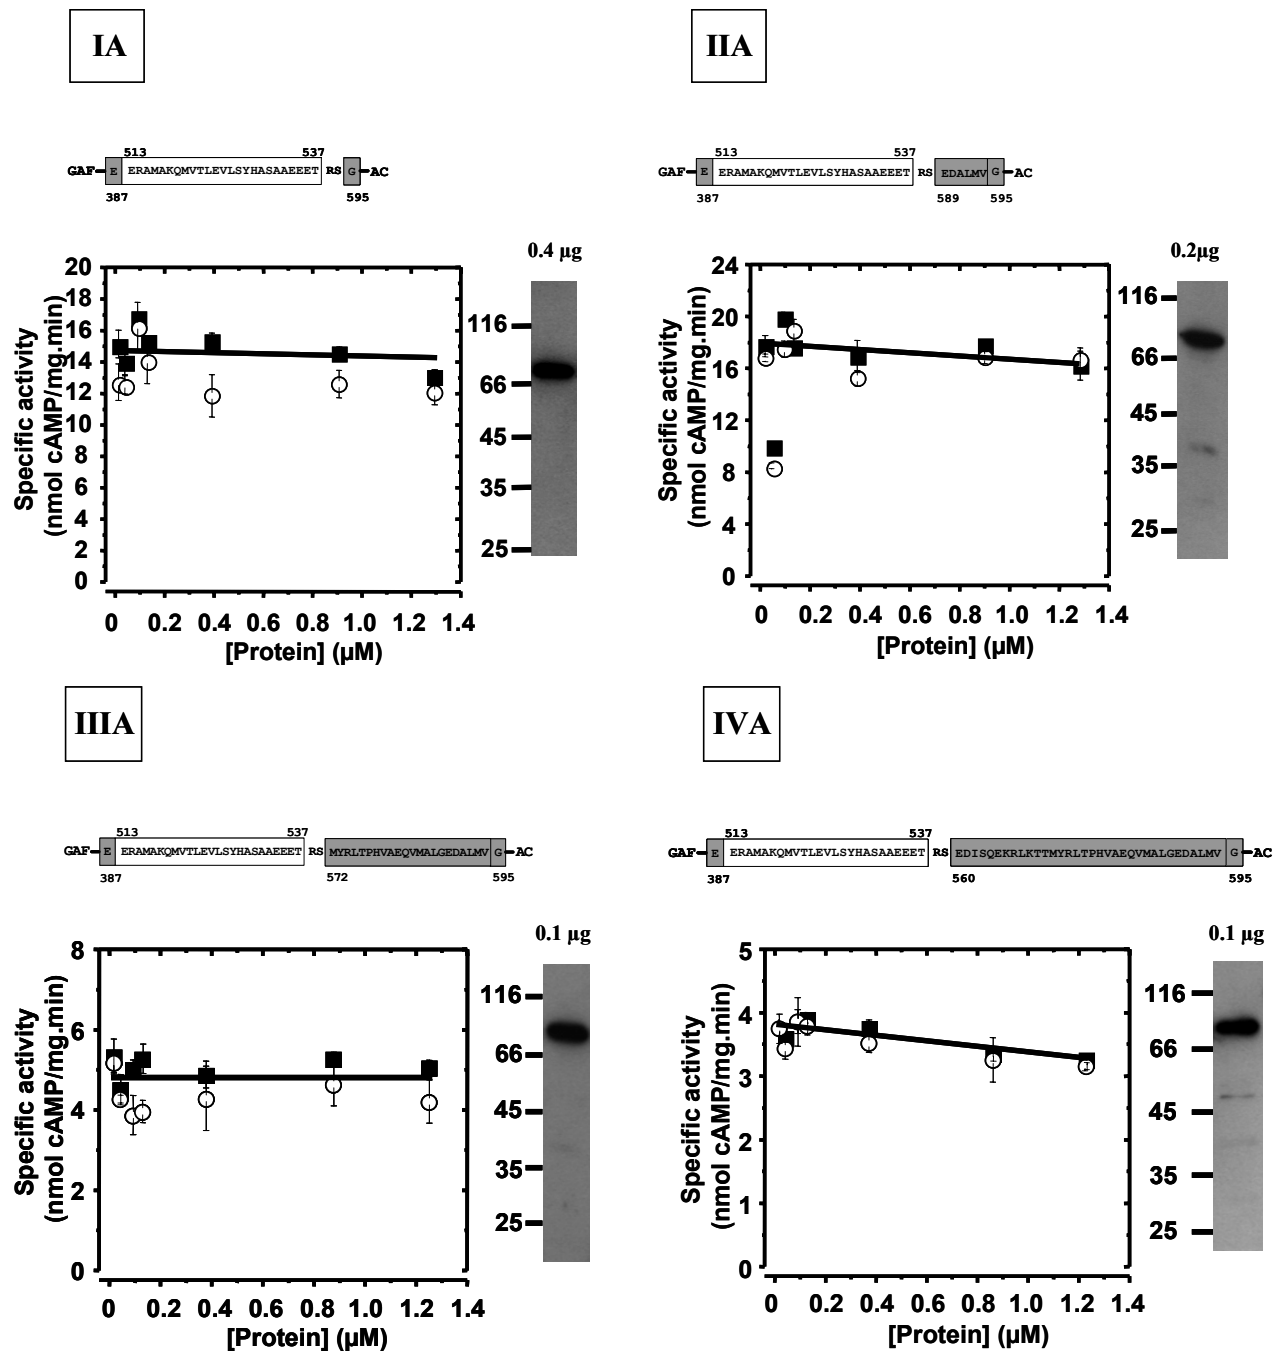 IA
513 537
GAF E ERAMAKQMVTLEVLSYHASAAEEET RS G AC
387 595
0.4 µg
Specific activity
(nmol cAMP/mg.min)
20
18
16
14
12
10
8
6
4
2
0
0 0.2 0.4 0.6 0.8 1.0 1.2 1.4
[Protein] (µM)
116
66
45
35
25
IIA
513 537
GAF E ERAMAKQMVTLEVLSYHASAAEEET RS EDALMV G AC
387 589 595
0.2µg
Specific activity
(nmol cAMP/mg.min)
24
20
16
12
8
4
0
0 0.2 0.4 0.6 0.8 1.0 1.2 1.4
[Protein] (µM)
116
66
45
35
25
IIIA
513 537
GAF E ERAMAKQMVTLEVLSYHASAAEEET RS MYRLTPHVAEQVMALGEDALMV G AC
387 572 595
0.1 µg
Specific activity
(nmol cAMP/mg.min)
8
6
4
2
0
0 0.2 0.4 0.6 0.8 1.0 1.2 1.4
[Protein] (µM)
116
66
45
35
25
IVA
513 537
GAF E ERAMAKQMVTLEVLSYHASAAEEET RS EDISQEKRLKTTMYRLTPHVAEQVMALGEDALMV G AC
387 560 595
0.1 µg
Specific activity
(nmol cAMP/mg.min)
5
4
3
2
1
0
0 0.2 0.4 0.6 0.8 1.0 1.2 1.4
[Protein] (µM)
116
66
45
35
25